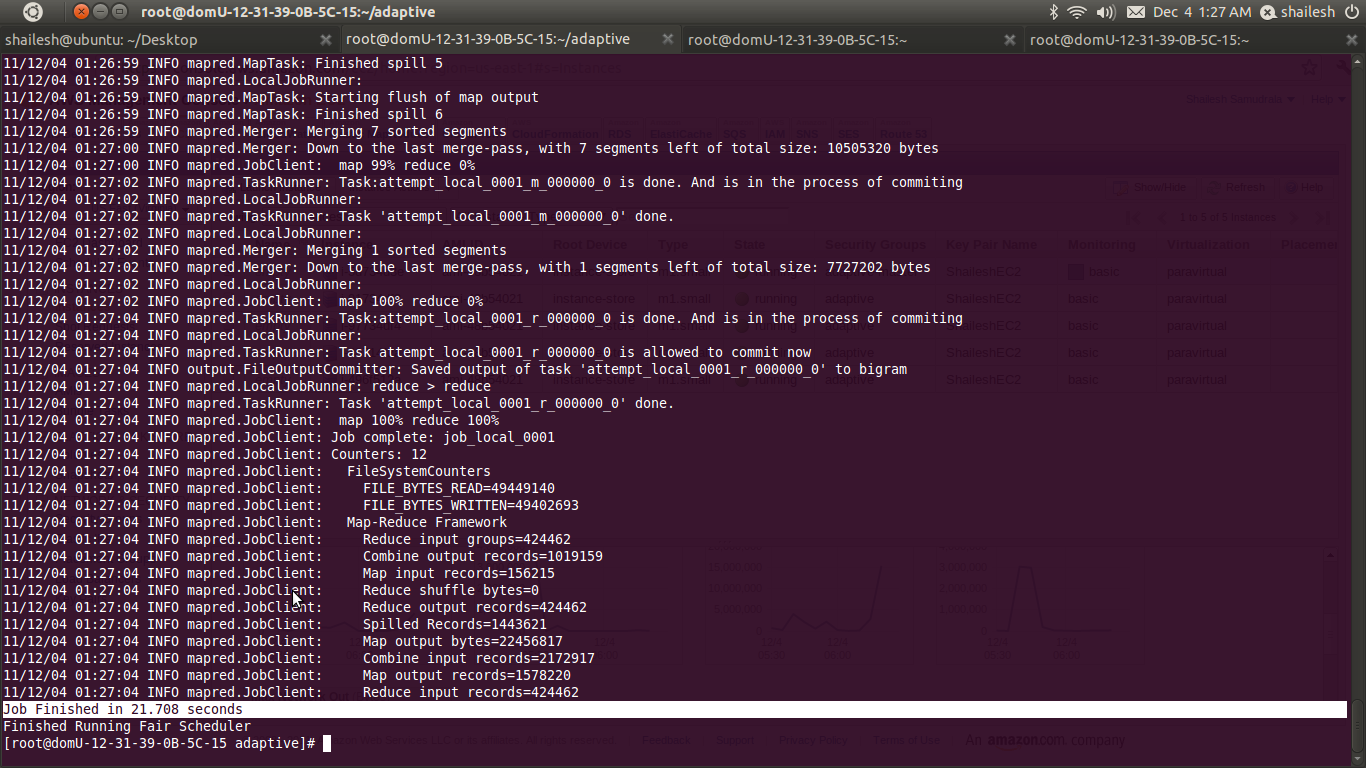 root@domU-12-31-39-0B-5C-15:~/adaptive
Dec 4 1:27 AM
shailesh
shailesh@ubuntu: ~/Desktop
root@domU-12-31-39-0B-5C-15:~/adaptive
root@domU-12-31-39-0B-5C-15:~
root@domU-12-31-39-0B-5C-15:~
11/12/04 01:26:59 INFO mapred.MapTask: Finished spill 5
11/12/04 01:26:59 INFO mapred.LocalJobRunner:
11/12/04 01:26:59 INFO mapred.MapTask: Starting flush of map output
11/12/04 01:26:59 INFO mapred.MapTask: Finished spill 6
11/12/04 01:26:59 INFO mapred.Merger: Merging 7 sorted segments
11/12/04 01:27:00 INFO mapred.Merger: Down to the last merge-pass, with 7 segments left of total size: 10505320 bytes
11/12/04 01:27:00 INFO mapred.JobClient:  map 99% reduce 0%
11/12/04 01:27:02 INFO mapred.TaskRunner: Task:attempt_local_0001_m_000000_0 is done. And is in the process of commiting
11/12/04 01:27:02 INFO mapred.LocalJobRunner:
11/12/04 01:27:02 INFO mapred.TaskRunner: Task 'attempt_local_0001_m_000000_0' done.
11/12/04 01:27:02 INFO mapred.LocalJobRunner:
11/12/04 01:27:02 INFO mapred.Merger: Merging 1 sorted segments
11/12/04 01:27:02 INFO mapred.Merger: Down to the last merge-pass, with 1 segments left of total size: 7727202 bytes
11/12/04 01:27:02 INFO mapred.LocalJobRunner:
11/12/04 01:27:02 INFO mapred.JobClient:  map 100% reduce 0%
11/12/04 01:27:04 INFO mapred.TaskRunner: Task:attempt_local_0001_r_000000_0 is done. And is in the process of commiting
11/12/04 01:27:04 INFO mapred.LocalJobRunner:
11/12/04 01:27:04 INFO mapred.TaskRunner: Task attempt_local_0001_r_000000_0 is allowed to commit now
11/12/04 01:27:04 INFO output.FileOutputCommitter: Saved output of task 'attempt_local_0001_r_000000_0' to bigram
11/12/04 01:27:04 INFO mapred.LocalJobRunner: reduce > reduce
11/12/04 01:27:04 INFO mapred.TaskRunner: Task 'attempt_local_0001_r_000000_0' done.
11/12/04 01:27:04 INFO mapred.JobClient:  map 100% reduce 100%
11/12/04 01:27:04 INFO mapred.JobClient: Job complete: job_local_0001
11/12/04 01:27:04 INFO mapred.JobClient: Counters: 12
11/12/04 01:27:04 INFO mapred.JobClient:   FileSystemCounters
11/12/04 01:27:04 INFO mapred.JobClient:     FILE_BYTES_READ=49449140
11/12/04 01:27:04 INFO mapred.JobClient:     FILE_BYTES_WRITTEN=49402693
11/12/04 01:27:04 INFO mapred.JobClient:   Map-Reduce Framework
11/12/04 01:27:04 INFO mapred.JobClient:     Reduce input groups=424462
11/12/04 01:27:04 INFO mapred.JobClient:     Combine output records=1019159
11/12/04 01:27:04 INFO mapred.JobClient:     Map input records=156215
11/12/04 01:27:04 INFO mapred.JobClient:     Reduce shuffle bytes=0
11/12/04 01:27:04 INFO mapred.JobClient:     Reduce output records=424462
11/12/04 01:27:04 INFO mapred.JobClient:     Spilled Records=1443621
11/12/04 01:27:04 INFO mapred.JobClient:     Map output bytes=22456817
11/12/04 01:27:04 INFO mapred.JobClient:     Combine input records=2172917
11/12/04 01:27:04 INFO mapred.JobClient:     Map output records=1578220
11/12/04 01:27:04 INFO mapred.JobClient:     Reduce input records=424462
Job Finished in 21.708 seconds
Finished Running Fair Scheduler
[root@domU-12-31-39-0B-5C-15 adaptive]#